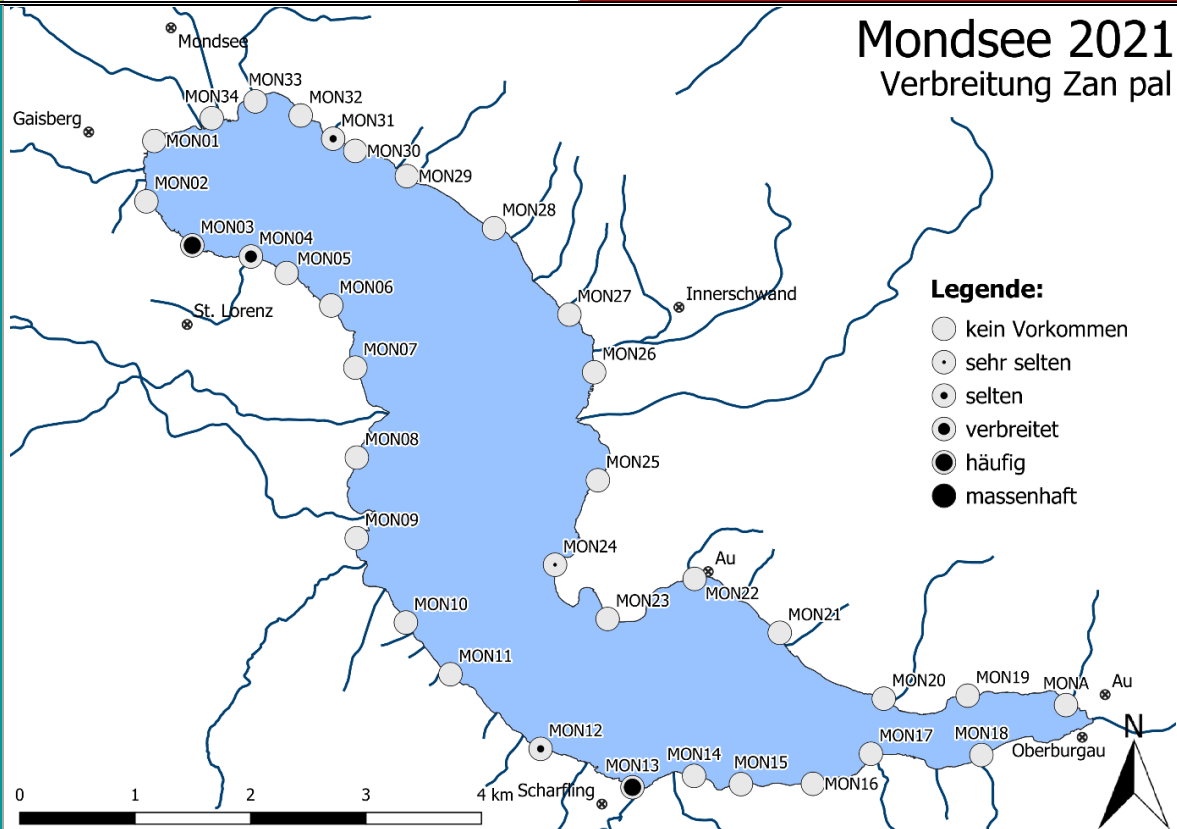 Mondsee 2021
Verbreitung Zan pal
Mondsee
MON33
MON34
MON32
Gaisberg
MON31
MON01
MON30
MON29
MON02
MON28
MON03
MON04
MON05
Innerschwand
MON06
St. Lorenz
MON27
Legende:
kein Vorkommen
sehr selten
selten
verbreitet
häufig
massenhaft
MON26
MON07
MON08
MON25
MON09
MON24
Au
MON22
MON23
MON10
MON21
MON11
MON20
MON19
MONA
Au
MON12
MON17
MON18
Oberburgau
N
MON13
MON14
MON15
MON16
Scharfling
0 1 2 3 4 km